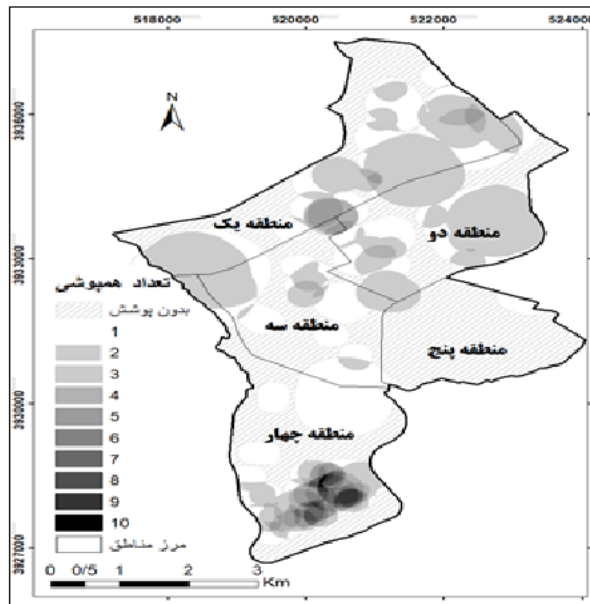 518000 520000 522000 524000
3936000
N
منطقه یک
منطقه دو
3930000
تعداد همپوشی
بدون پوشش
1
2
3
4
5
6
7
8
9
10
مرز مناطق
منطقه سه
منطقه پنج
3930000
منطقه چهار
3927000
0 0/5 1 2 3
Km